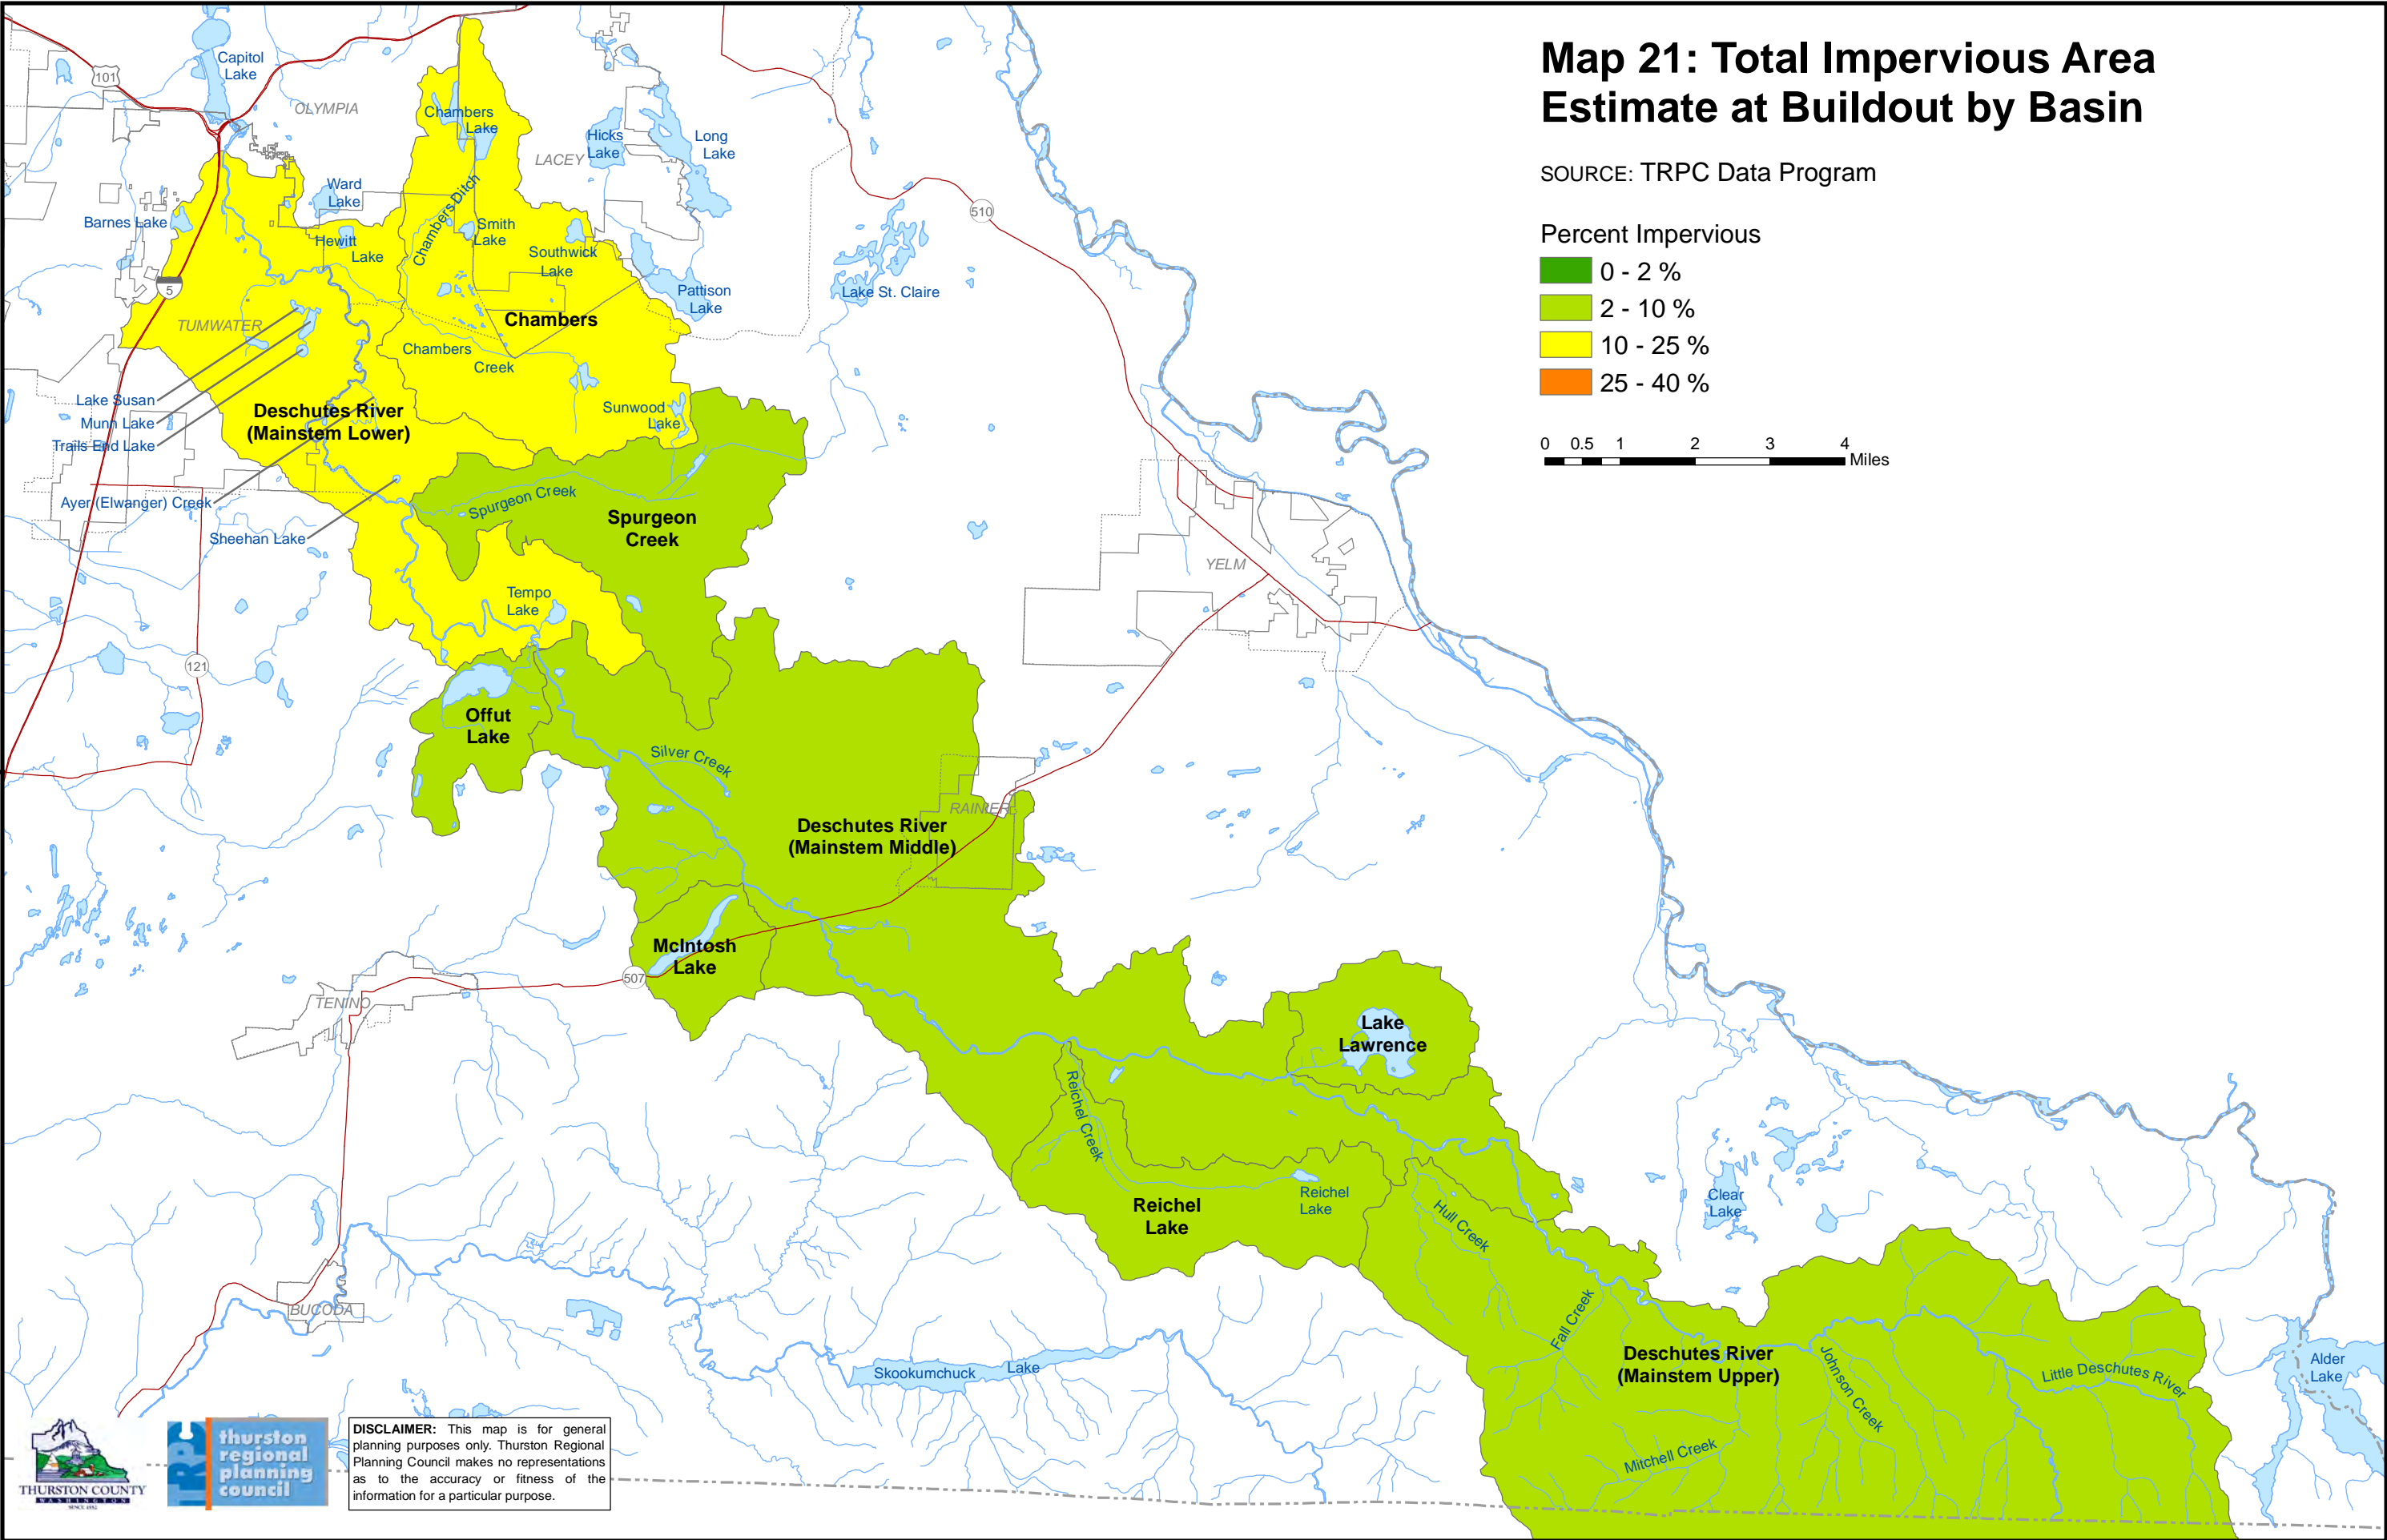 Map 21: Total Impervious Area
Estimate at Buildout by Basin
SOURCE: TRPC Data Program
Percent Impervious
0 - 2 %
2 - 10 %
10 - 25 %
25 - 40 %
0 0.5 1 2 3 4
Miles
101
Capitol
Lake
OLYMPIA
Chambers
Lake
Hicks
Lake
Long
Lake
LACEY
Ward
Lake
Barnes Lake
Chambers Ditch
Smith
Lake
Hewitt
Lake
Southwick
Lake
510
5
Pattison
Lake
Lake St. Claire
TUMWATER
Chambers
Chambers
Creek
Lake Susan
Munn Lake
Trails End Lake
Deschutes River
(Mainstem Lower)
Sunwood
Lake
Ayer (Elwanger) Creek
Spurgeon Creek
Spurgeon
Creek
Sheehan Lake
YELM
Tempo
Lake
121
Offut
Lake
Silver Creek
RAINIER
Deschutes River
(Mainstem Middle)
McIntosh
Lake
507
TENINO
Lake
Lawrence
Reichel Creek
Reichel
Lake
Reichel
Lake
Clear
Lake
Hull Creek
BUCODA
Fall Creek
Deschutes River
(Mainstem Upper)
Johnson Creek
Little Deschutes River
Alder
Lake
Skookumchuck Lake
Mitchell Creek
THURSTON COUNTY
WASHINGTON
SINCE 1852
TRPC
thurston
regional
planning
council
DISCLAIMER: This map is for general
planning purposes only. Thurston Regional
Planning Council makes no representations
as to the accuracy or fitness of the
information for a particular purpose.